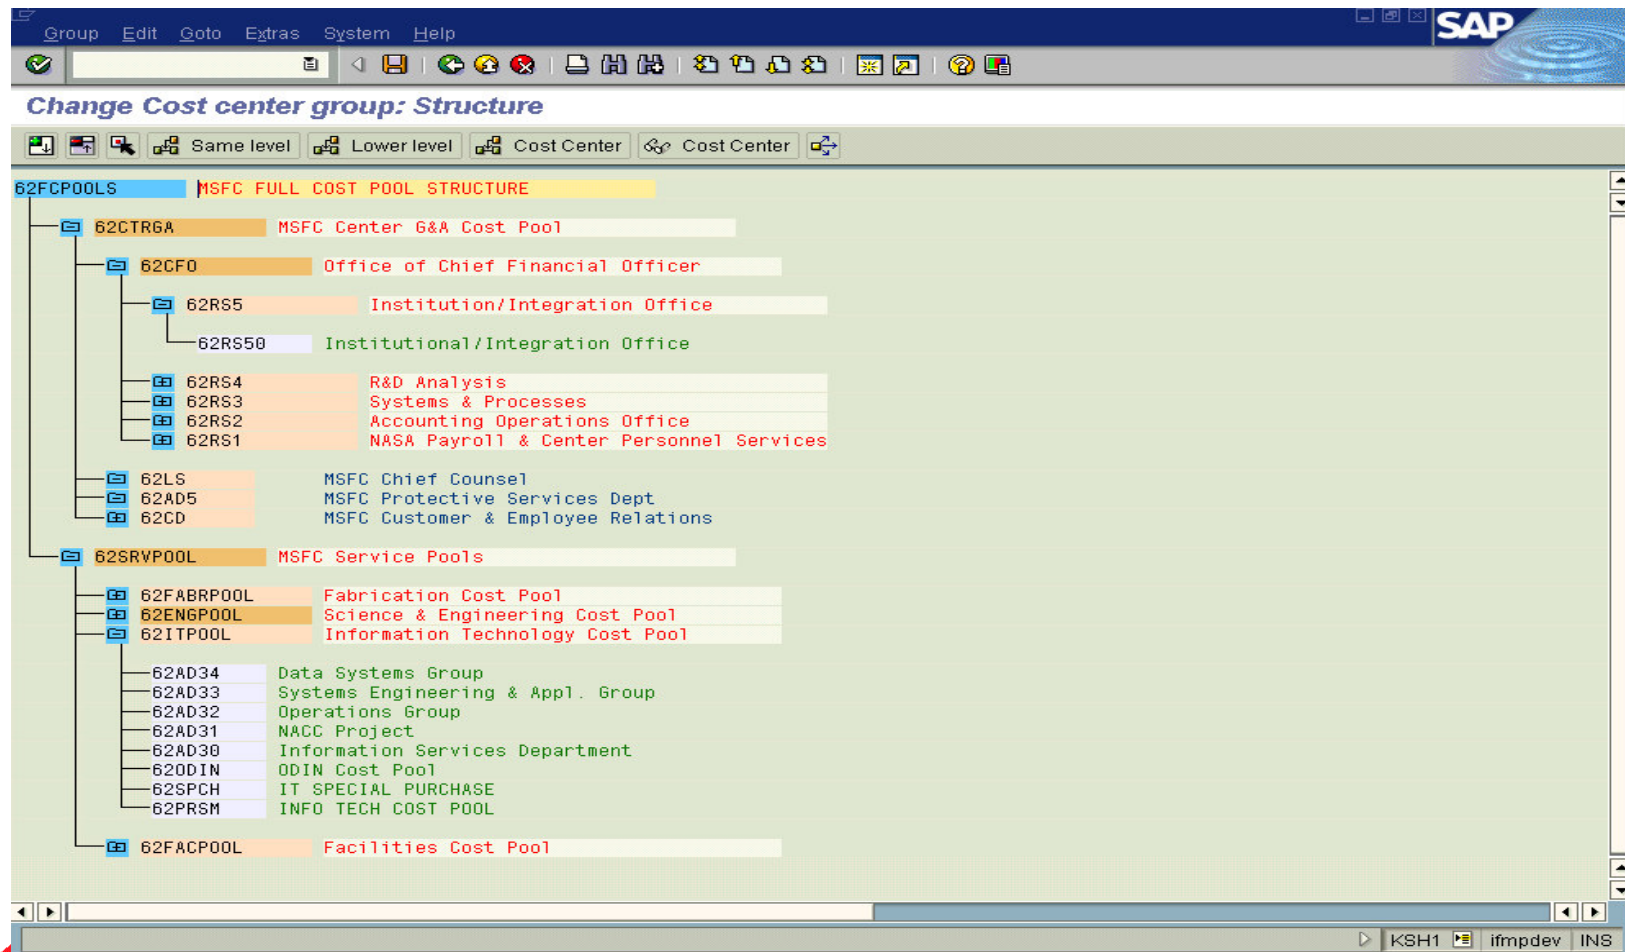 Group Edit Goto Extras System Help
SAP
Change Cost center group: Structure
Same level Lower level Cost Center Cost Center
62FCPOOLS MSFC FULL COST POOL STRUCTURE
62CTRGA MSFC Center G&A Cost Pool
62CFO Office of Chief Financial Officer
62RS5 Institution/Integration Office
62RS50 Institutional/Integration Office
62RS4 R&D Analysis
62RS3 Systems & Processes
62RS2 Accounting Operations Office
62RS1 NASA Payroll & Center Personnel Services
62LS MSFC Chief Counsel
62AD5 MSFC Protective Services Dept
62CD MSFC Customer & Employee Relations
62SRVPOOL MSFC Service Pools
62FABRPOOL Fabrication Cost Pool
62ENGPOOL Science & Engineering Cost Pool
62ITPOOL Information Technology Cost Pool
62AD34 Data Systems Group
62AD33 Systems Engineering & Appl. Group
62AD32 Operations Group
62AD31 NACC Project
62AD30 Information Services Department
62ODIN ODIN Cost Pool
62SPCH IT SPECIAL PURCHASE
62PRSM INFO TECH COST POOL
62FACPOOL Facilities Cost Pool
KSH1 ifmpdev INS